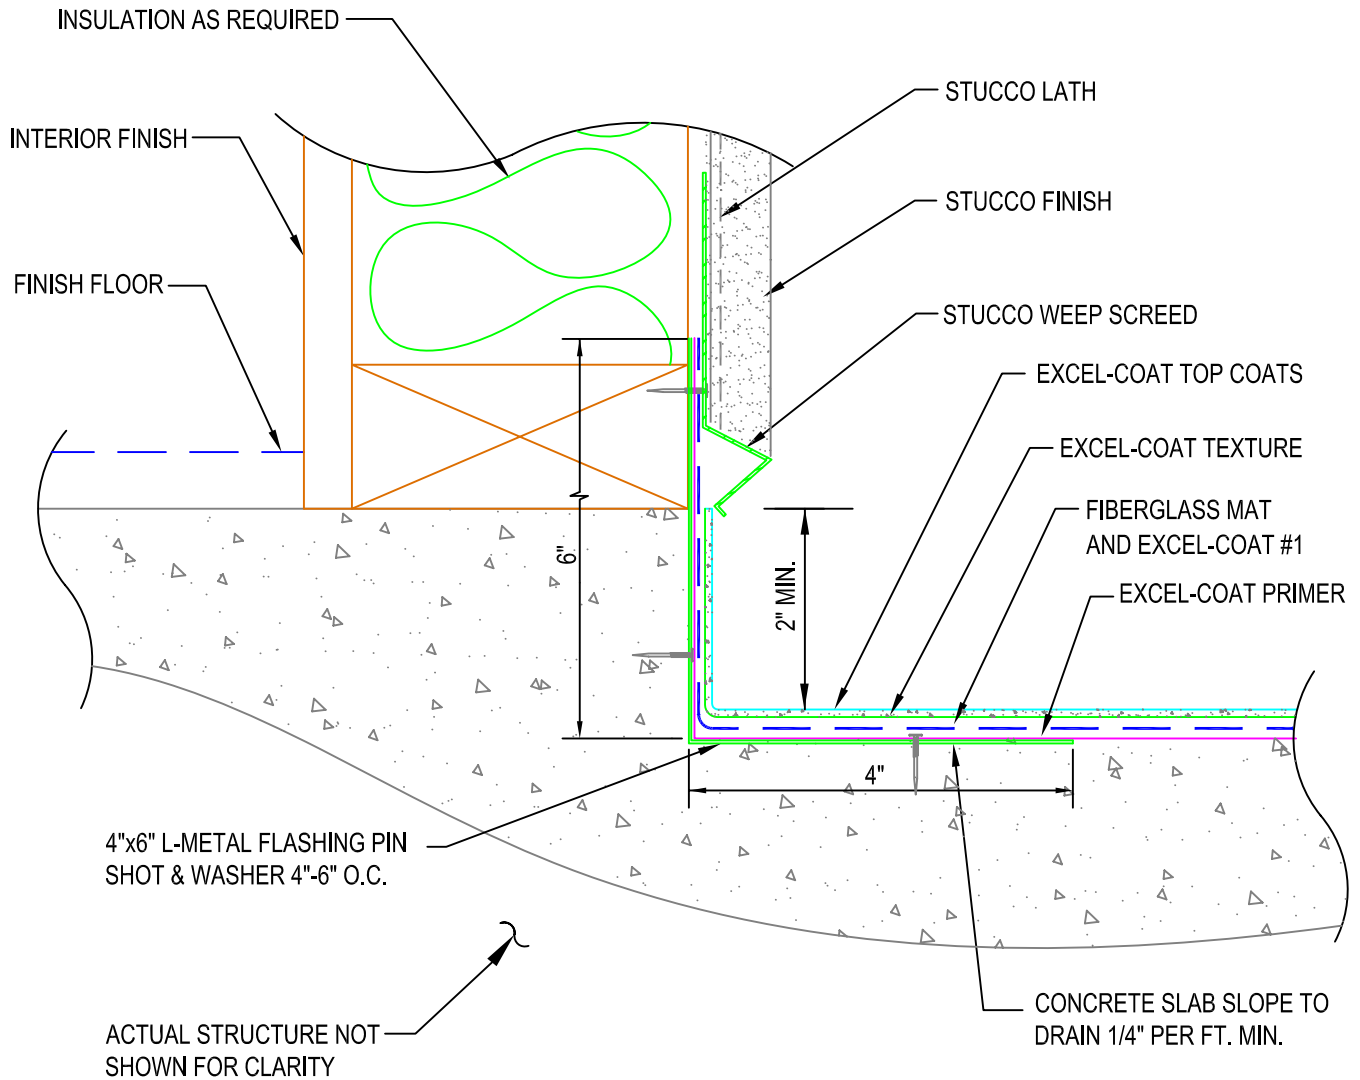 INSULATION AS REQUIRED
STUCCO LATH
INTERIOR FINISH
STUCCO FINISH
FINISH FLOOR
STUCCO WEEP SCREED
EXCEL-COAT TOP COATS
EXCEL-COAT TEXTURE
FIBERGLASS MAT
AND EXCEL-COAT #1
6"
2" MIN.
EXCEL-COAT PRIMER
4"
4"x6" L-METAL FLASHING PIN
SHOT & WASHER 4"-6" O.C.
CONCRETE SLAB SLOPE TO
DRAIN 1/4" PER FT. MIN.
ACTUAL STRUCTURE NOT
SHOWN FOR CLARITY